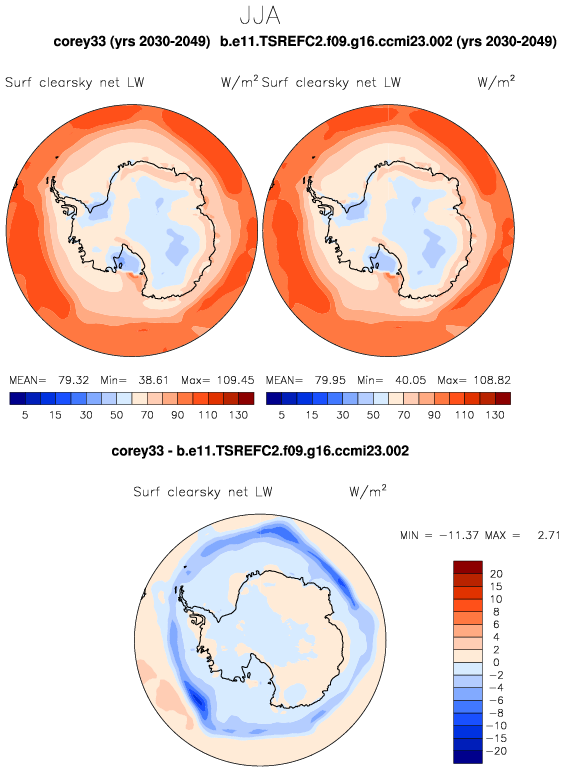 JJA
corey33 (yrs 2030-2049) b.e11.TSREFC2.f09.g16.ccmi23.002 (yrs 2030-2049)
Surf clearsky net LW W/m² Surf clearsky net LW W/m²
MEAN= 79.32 Min= 38.61 Max= 109.45 MEAN= 79.95 Min= 40.05 Max= 108.82
5 15 30 50 70 90 110 130 5 15 30 50 70 90 110 130
corey33 - b.e11.TSREFC2.f09.g16.ccmi23.002
Surf clearsky net LW W/m²
MIN = -11.37 MAX = 2.71
20
15
10
8
6
4
2
0
-2
-4
-6
-8
-10
-15
-20